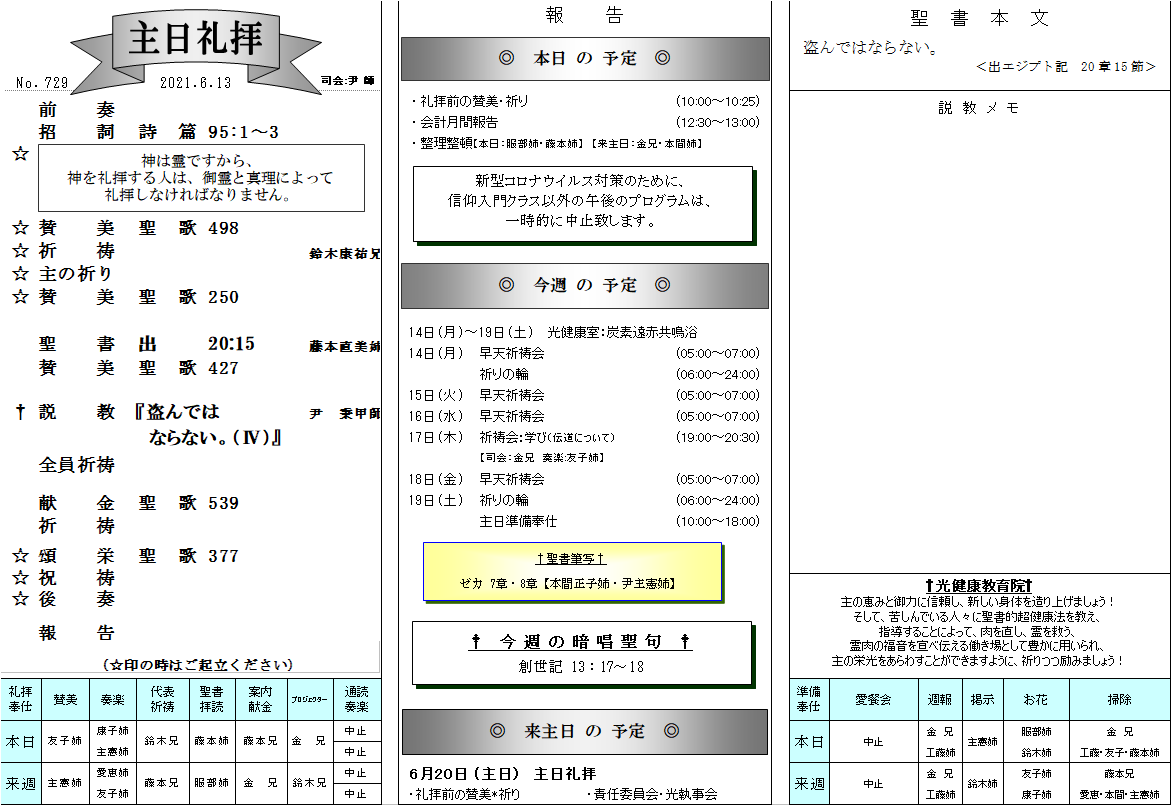 主日礼拝
No. 729
2021.6.13
司会:尹 師
前 奏
招 詞 詩 篇 95:1～3
☆
神は霊ですから、
神を礼拝する人は、御霊と真理によって
礼拝しなければなりません。
☆ 賛 美 聖 歌 498
☆ 祈 祷 鈴木康祐兄
☆ 主の祈り
☆ 賛 美 聖 歌 250
聖 書 出 20:15 藤本直美姉
賛 美 聖 歌 427
† 説 教 『盗んでは 尹 秉甲師
ならない。(Ⅳ)』
全員祈祷
献 金 聖 歌 539
祈 祷
☆ 頌 栄 聖 歌 377
☆ 祝 祷
☆ 後 奏
報 告
(☆印の時はご起立ください)
礼拝奉仕 賛美 奏楽 代表祈祷 聖書拝読 案内献金 プロジェクター 通読奏楽
本日 友子姉 康子姉 主憲姉 鈴木兄 藤本姉 藤本兄 金 兄 中止 中止
来週 主憲姉 愛恵姉 友子姉 藤本兄 服部姉 金 兄 鈴木兄 中止 中止
報 告
◎ 本日 の 予定 ◎
・礼拝前の賛美・祈り (10:00～10:25)
・会計月間報告 (12:30～13:00)
・整理整頓【本日:服部姉・藤本姉】【来主日:金兄・本間姉】
新型コロナウイルス対策のために、
信仰入門クラス以外の午後のプログラムは、
一時的に中止致します。
◎ 今週 の 予定 ◎
14日(月)～19日(土) 光健康室:炭素遠赤共鳴浴
14日(月) 早天祈祷会 (05:00～07:00)
祈りの輪 (06:00～24:00)
15日(火) 早天祈祷会 (05:00～07:00)
16日(水) 早天祈祷会 (05:00～07:00)
17日(木) 祈祷会:学び(伝道について) (19:00～20:30)
【司会:金兄 奏楽:友子姉】
18日(金) 早天祈祷会 (05:00～07:00)
19日(土) 祈りの輪 (06:00～24:00)
主日準備奉仕 (10:00～18:00)
†聖書筆写†
ゼカ 7章・8章【本間正子姉・尹主憲姉】
† 今週の暗唱聖句 †
創世記 13:17～18
◎ 来主日 の 予定 ◎
6月20日(主日) 主日礼拝
・礼拝前の賛美*祈り ・責任委員会・光執事会
聖 書 本 文
盗んではならない。
＜出エジプト記 20章15節＞
説 教 メ モ
†光健康教育院†
主の恵みと御力に信頼し、新しい身体を造り上げましょう!
そして、苦しんでいる人々に聖書的超健康法を教え、
指導することによって、肉を直し、霊を救う、
霊肉の福音を宣べ伝える働き場として豊かに用いられ、
主の栄光をあらわすことができますように、祈りつつ励みましょう!
準備奉仕 愛餐会 週報 掲示 お花 掃除
本日 中止 金 兄 工藤姉 主憲姉 服部姉 鈴木姉 金 兄 工藤・友子・藤本姉
来週 中止 金 兄 工藤姉 鈴木姉 友子姉 康子姉 藤本兄 愛恵・本間・主憲姉